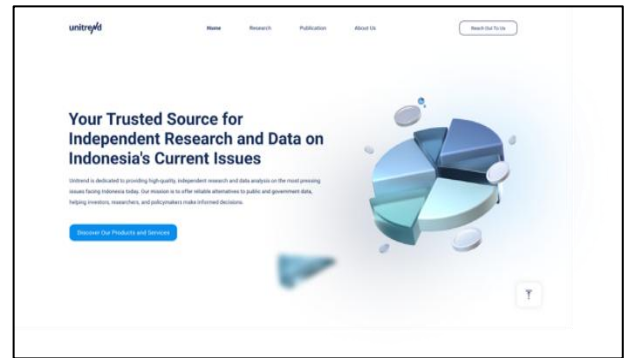 unitrend
Home
Research
Publication
About Us
Reach Out To Us
Your Trusted Source for
Independent Research and Data on
Indonesia's Current Issues
Unitrend is dedicated to providing high-quality, independent research and data analysis on the most pressing
issues facing Indonesia today. Our mission is to offer reliable alternatives to public and government data,
helping investors, researchers, and policymakers make informed decisions.
Discover Our Products and Services